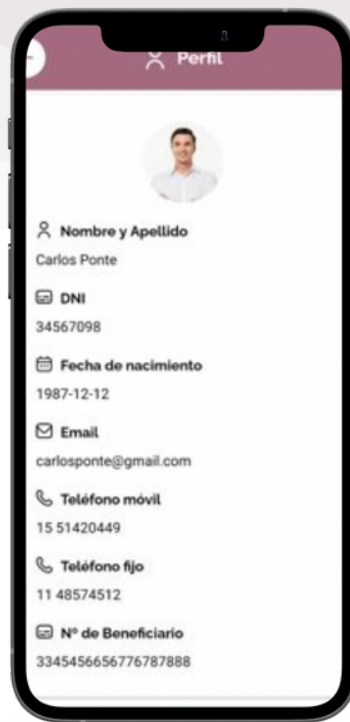 Perfil
Nombre y Apellido
Carlos Ponte
DNI
34567098
Fecha de nacimiento
1987-12-12
Email
carlosponte@gmail.com
Teléfono móvil
15 51420449
Teléfono fijo
11 48574512
Nº de Beneficiario
3345456656776787888